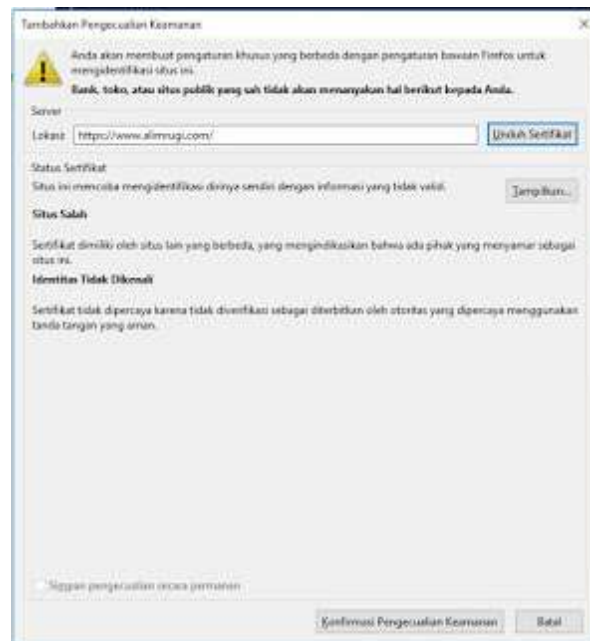 Tambahkan Pengecualian Keamanan
Anda akan membuat pengaturan khusus yang berbeda dengan pengaturan bawaan Firefox untuk
mengidentifikasi situs ini.
Bank, toko, atau situs publik yang sah tidak akan menanyakan hal berikut kepada Anda.
Server
Lokasi: https://www.alimrugi.com/ Unduh Sertifikat
Status Sertifikat
Situs ini mencoba mengidentifikasi dirinya sendiri dengan informasi yang tidak valid. Tampilkan...
Situs Salah
Sertifikat dimiliki oleh situs lain yang berbeda, yang mengindikasikan bahwa ada pihak yang menyamar sebagai
situs ini.
Identitas Tidak Dikenali
Sertifikat tidak dipercaya karena tidak diverifikasi sebagai diterbitkan oleh otoritas yang dipercaya menggunakan
tanda tangan yang aman.
Simpan pengecualian secara permanen
Konfirmasi Pengecualian Keamanan Batal